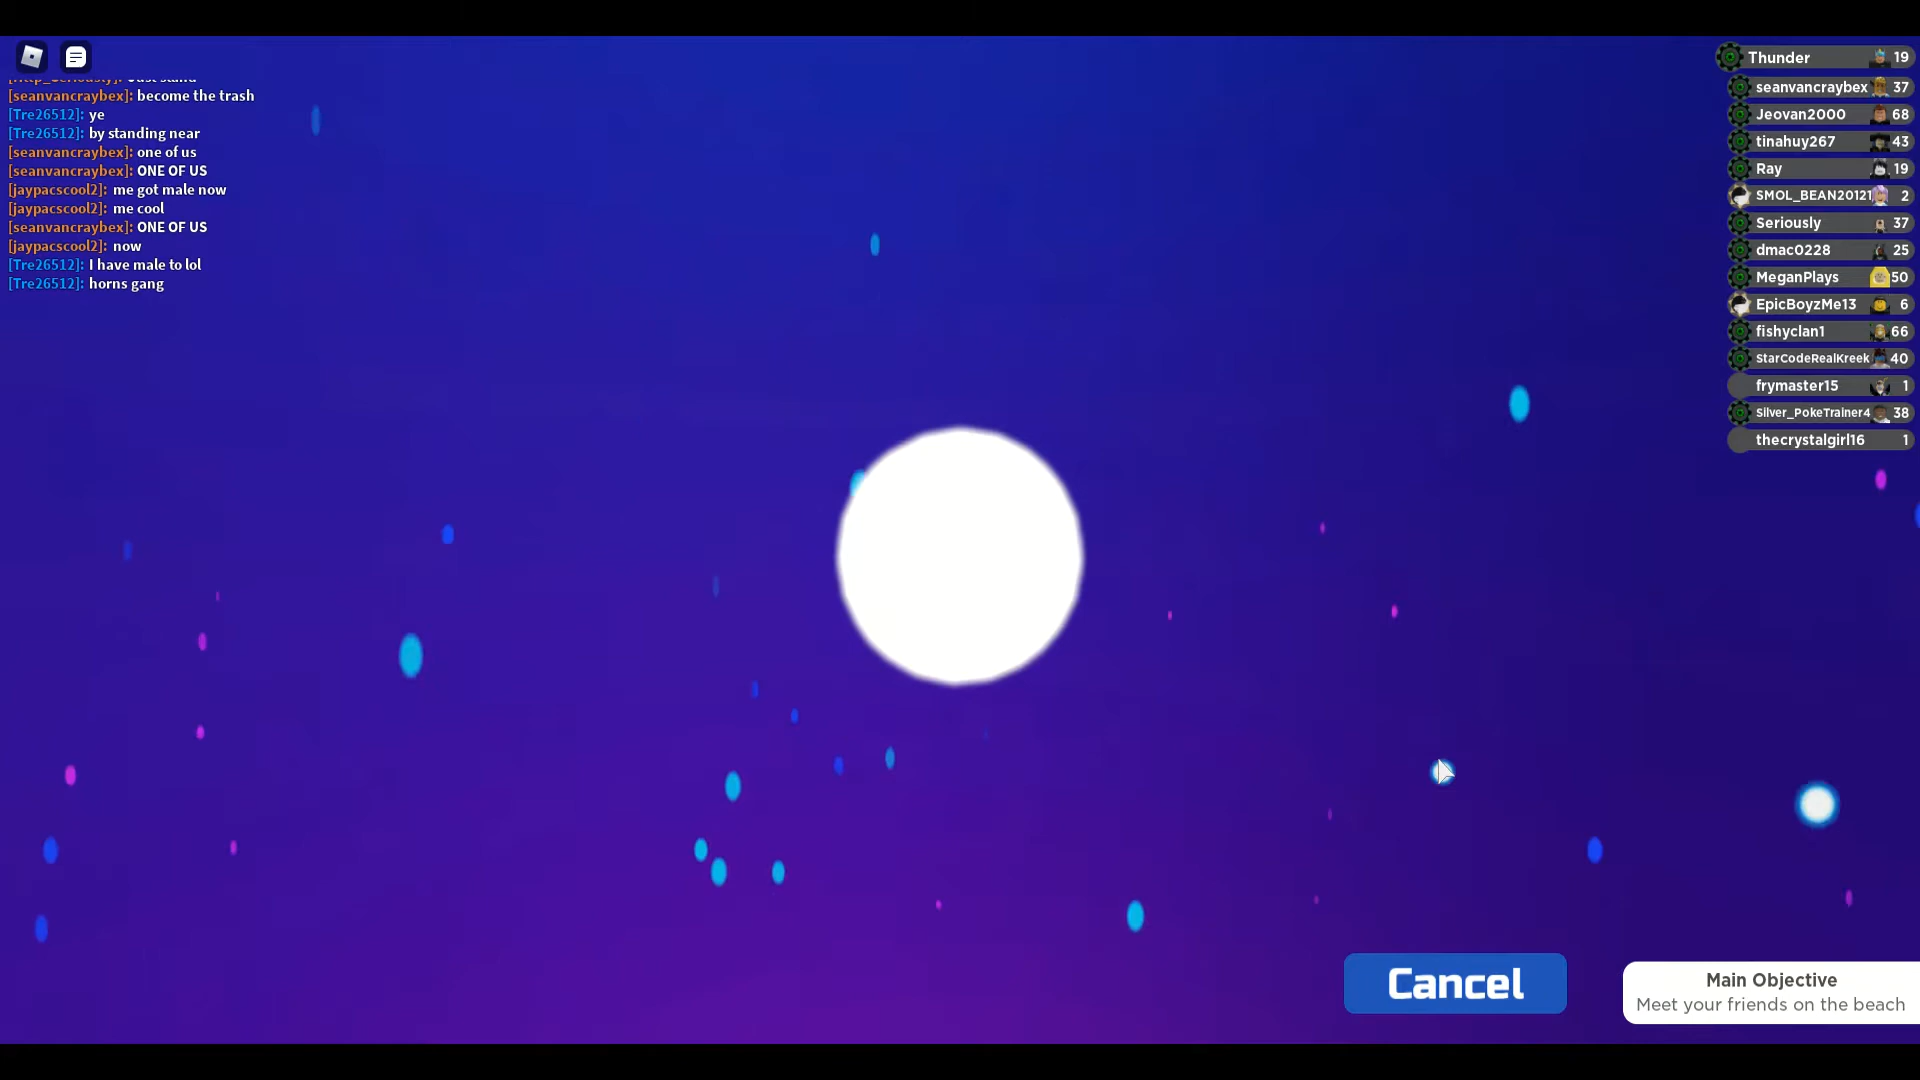 [Http_Seriously]: Just stand
[seanvancraybex]: become the trash
[Tre26512]: ye
[Tre26512]: by standing near
[seanvancraybex]: one of us
[seanvancraybex]: ONE OF US
[jaypacscool2]: me got male now
[jaypacscool2]: me cool
[seanvancraybex]: ONE OF US
[jaypacscool2]: now
[Tre26512]: I have male to lol
[Tre26512]: horns gang
Thunder 19
seanvancraybex 37
Jeovan2000 68
tinahuy267 43
Ray 19
SMOL_BEAN20121 2
Seriously 37
dmac0228 25
MeganPlays 50
EpicBoyzMe13 6
fishyclan1 66
StarCodeRealKreek 40
frymaster15 1
Silver_PokeTrainer4 38
thecrystalgirl16 1
Cancel
Main Objective
Meet your friends on the beach